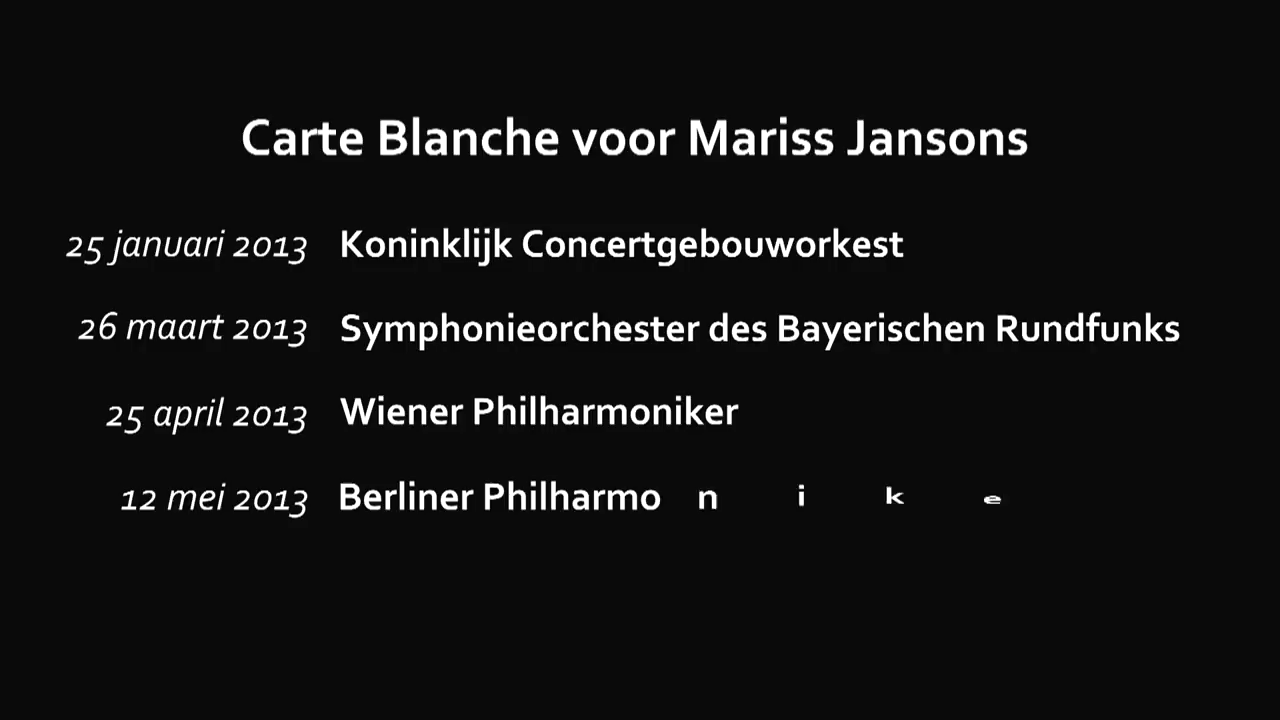 Carte Blanche voor Mariss Jansons
25 januari 2013 Koninklijk Concertgebouworkest
26 maart 2013 Symphonieorchester des Bayerischen Rundfunks
25 april 2013 Wiener Philharmoniker
12 mei 2013 Berliner Philharmo n i k e